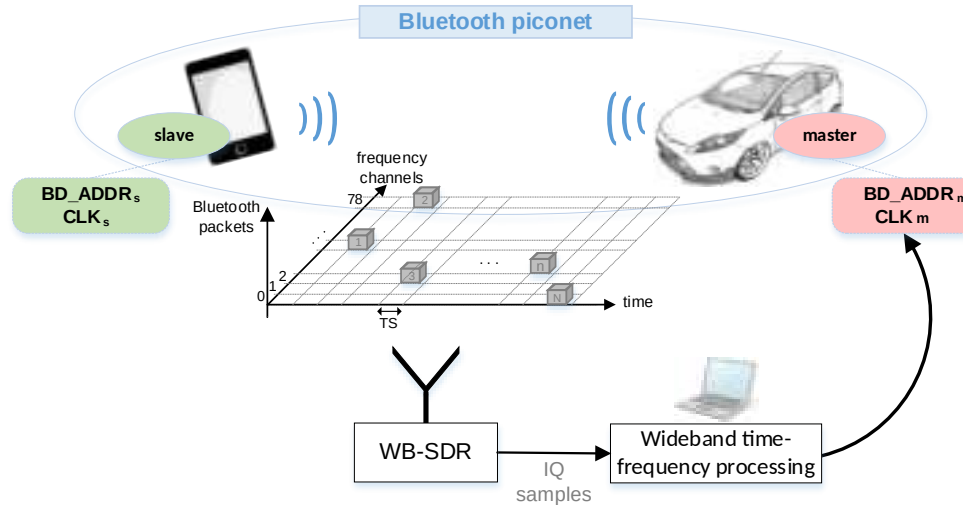 Bluetooth piconet
slave
master
BD_ADDRs
CLKs
BD_ADDRm
CLKm
frequency
channels
Bluetooth
packets
78
. . .
2
1
0
2
1
3
. . .
n
N
time
TS
WB-SDR
IQ
samples
Wideband time-
frequency processing